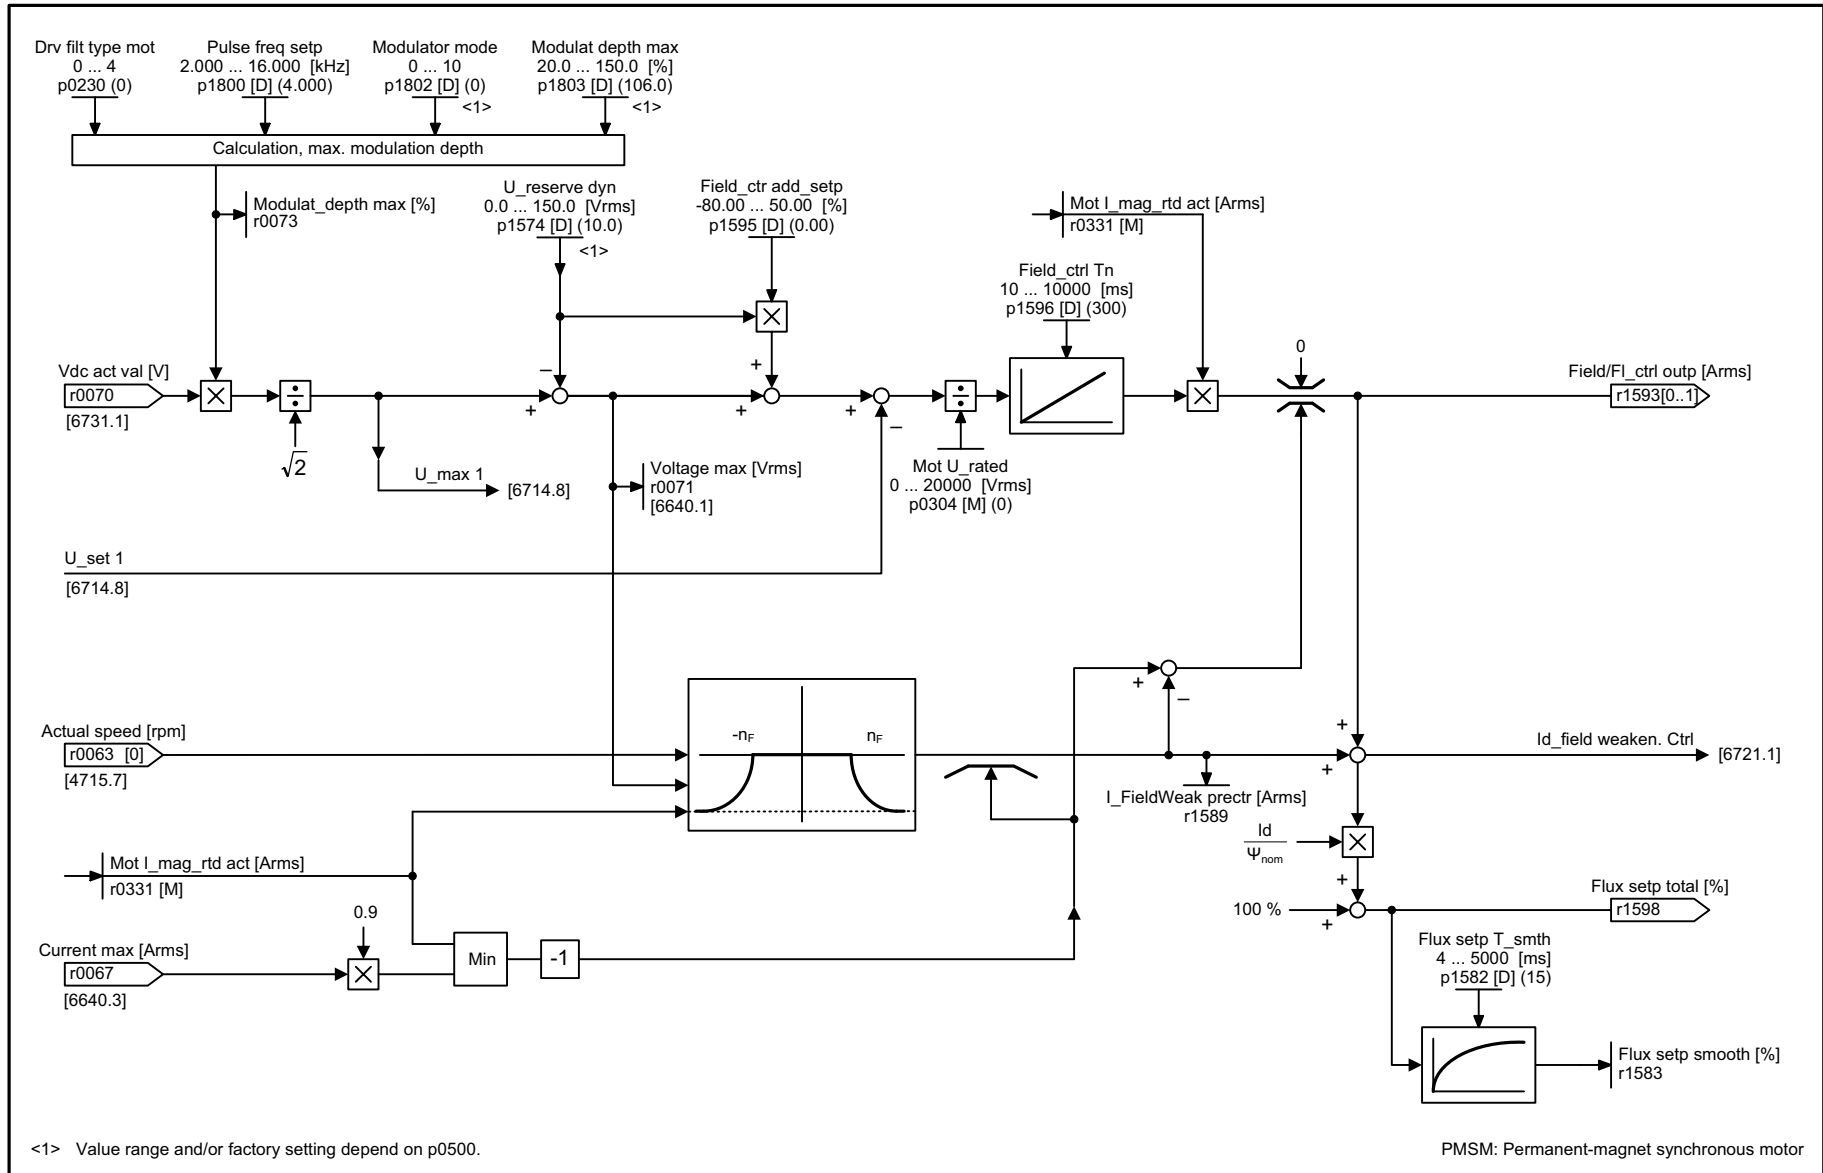 Drv filt type mot
0 ... 4
p0230 (0)
Pulse freq setp
2.000 ... 16.000 [kHz]
p1800 [D] (4.000)
Modulator mode
0 ... 10
p1802 [D] (0)
<1>
Modulat depth max
20.0 ... 150.0 [%]
p1803 [D] (106.0)
<1>
Calculation, max. modulation depth
Modulat_depth max [%]
r0073
U_reserve dyn
0.0 ... 150.0 [Vrms]
p1574 [D] (10.0)
<1>
Field_ctr add_setp
-80.00 ... 50.00 [%]
p1595 [D] (0.00)
Mot I_mag_rtd act [Arms]
r0331 [M]
Field_ctrl Tn
10 ... 10000 [ms]
p1596 [D] (300)
0
Vdc act val [V]
r0070
[6731.1]
×
÷
√2
–
+
×
+
+
+
–
÷
×
Field/Fl_ctrl outp [Arms]
r1593[0..1]
U_max 1
[6714.8]
Voltage max [Vrms]
r0071
[6640.1]
Mot U_rated
0 ... 20000 [Vrms]
p0304 [M] (0)
U_set 1
[6714.8]
+
–
Actual speed [rpm]
r0063 [0]
[4715.7]
-nF
nF
+
+
Id_field weaken. Ctrl
[6721.1]
I_FieldWeak prectr [Arms]
r1589
Id
Ψnom
×
Mot I_mag_rtd act [Arms]
r0331 [M]
+
100 %
+
Flux setp total [%]
r1598
0.9
Current max [Arms]
r0067
[6640.3]
×
Min
-1
Flux setp T_smth
4 ... 5000 [ms]
p1582 [D] (15)
Flux setp smooth [%]
r1583
<1> Value range and/or factory setting depend on p0500.
PMSM: Permanent-magnet synchronous motor